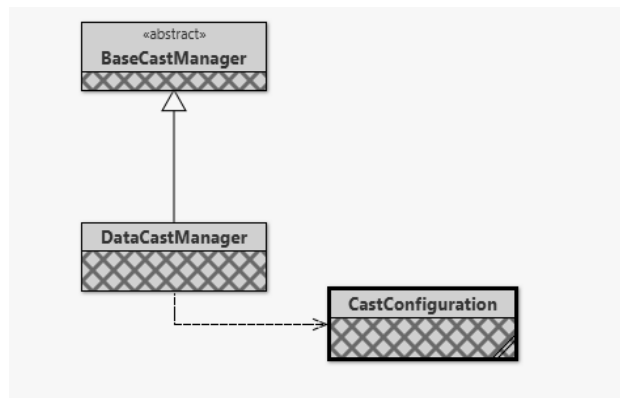 «abstract»
BaseCastManager
DataCastManager
CastConfiguration